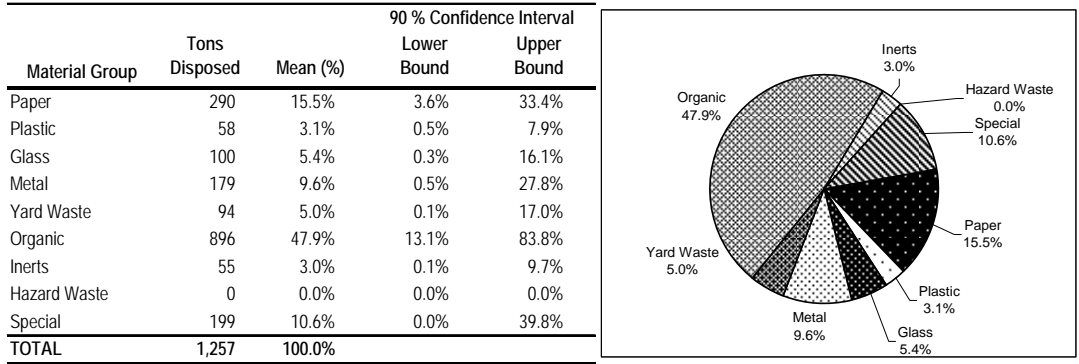 90 % Confidence Interval
Tons Lower Upper
Material Group Disposed Mean (%) Bound Bound
Paper 290 15.5% 3.6% 33.4%
Plastic 58 3.1% 0.5% 7.9%
Glass 100 5.4% 0.3% 16.1%
Metal 179 9.6% 0.5% 27.8%
Yard Waste 94 5.0% 0.1% 17.0%
Organic 896 47.9% 13.1% 83.8%
Inerts 55 3.0% 0.1% 9.7%
Hazard Waste 0 0.0% 0.0% 0.0%
Special 199 10.6% 0.0% 39.8%
TOTAL 1,257 100.0%
Inerts
3.0%
Hazard Waste
0.0%
Special
10.6%
Paper
15.5%
Plastic
3.1%
Glass
5.4%
Metal
9.6%
Yard Waste
5.0%
Organic
47.9%